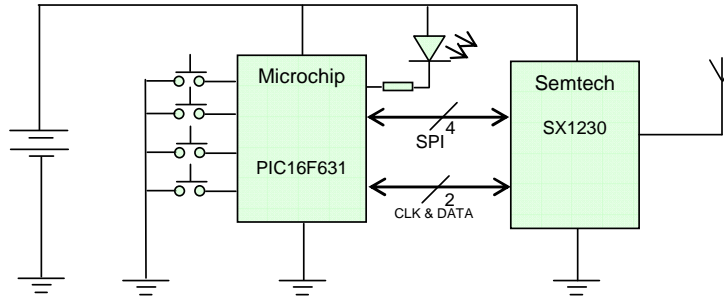 Microchip
PIC16F631
4
SPI
2
CLK & DATA
Semtech
SX1230